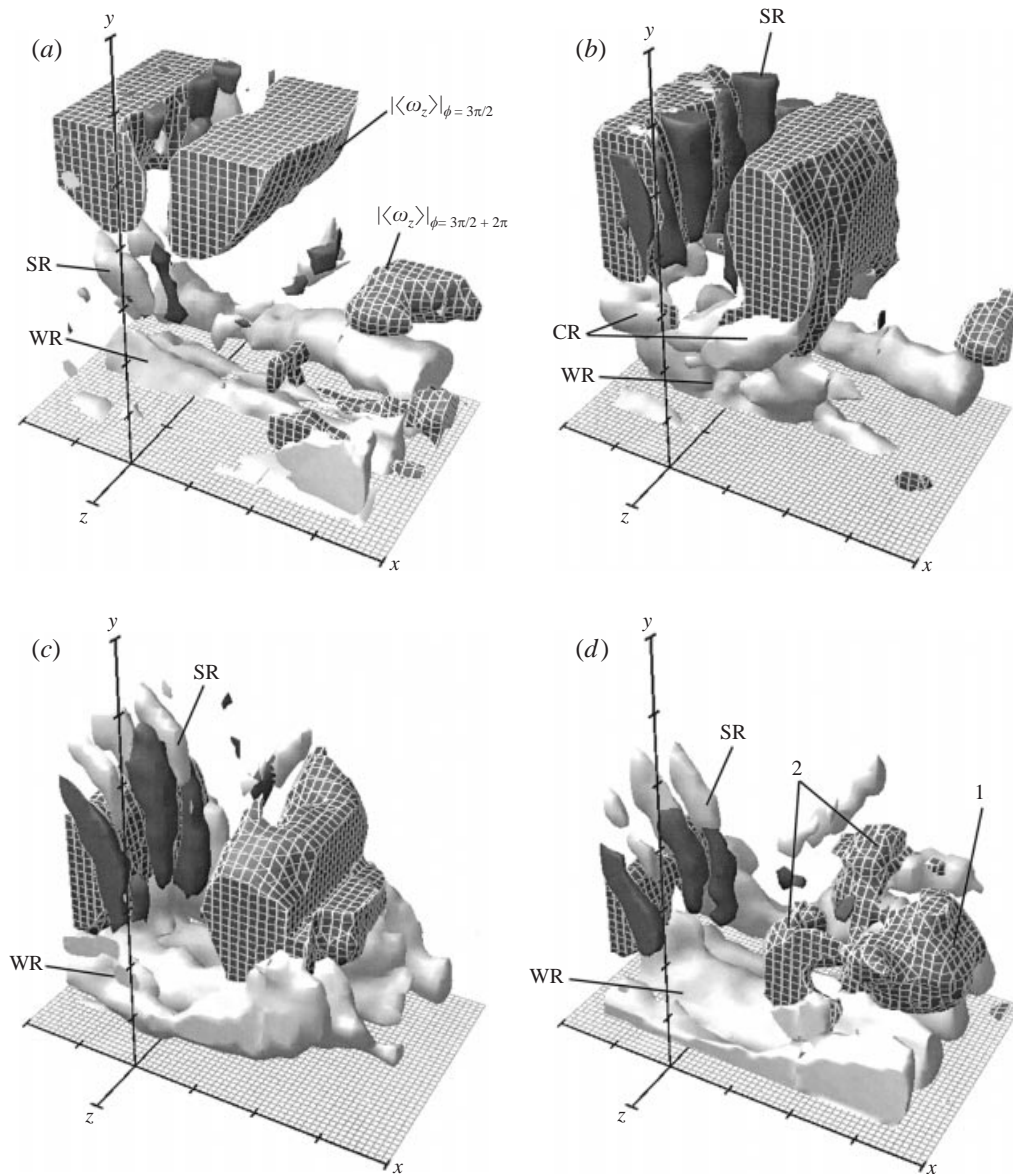 (a)
y
|⟨ω_z⟩|_{ϕ = 3π/2}
|⟨ω_z⟩|_{ϕ= 3π/2 + 2π}
SR
WR
z
x
(b)
y
SR
CR
WR
z
x
(c)
y
SR
WR
z
x
(d)
y
SR
2
1
WR
z
x